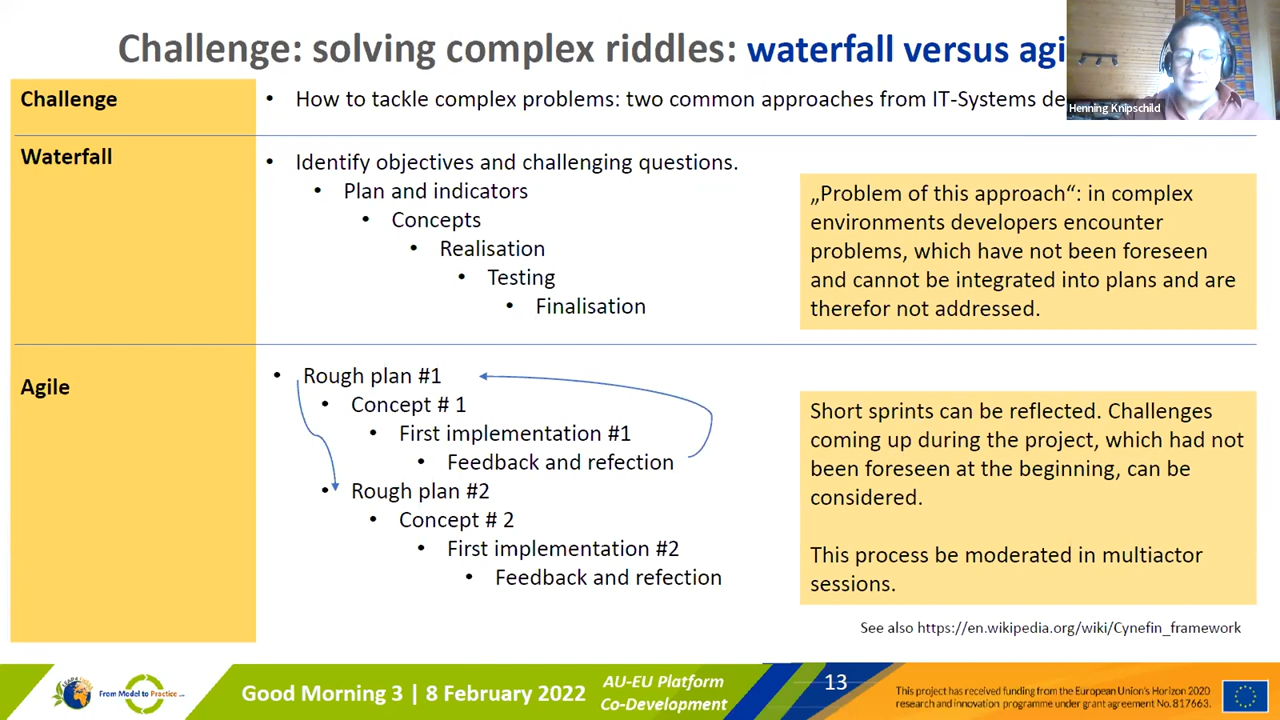 Challenge: solving complex riddles: waterfall versus agi
Henning Knipschild
Challenge
• How to tackle complex problems: two common approaches from IT-Systems de
Waterfall
• Identify objectives and challenging questions.
• Plan and indicators
• Concepts
• Realisation
• Testing
• Finalisation
„Problem of this approach“: in complex
environments developers encounter
problems, which have not been foreseen
and cannot be integrated into plans and are
therefor not addressed.
Agile
• Rough plan #1
• Concept # 1
• First implementation #1
• Feedback and refection
• Rough plan #2
• Concept # 2
• First implementation #2
• Feedback and refection
Short sprints can be reflected. Challenges
coming up during the project, which had not
been foreseen at the beginning, can be
considered.
This process be moderated in multiactor
sessions.
See also https://en.wikipedia.org/wiki/Cynefin_framework
From Model to Practice
Good Morning 3 | 8 February 2022
AU-EU Platform
Co-Development
13
This project has received funding from the European Union's Horizon 2020
research and innovation programme under grant agreement No. 817663.